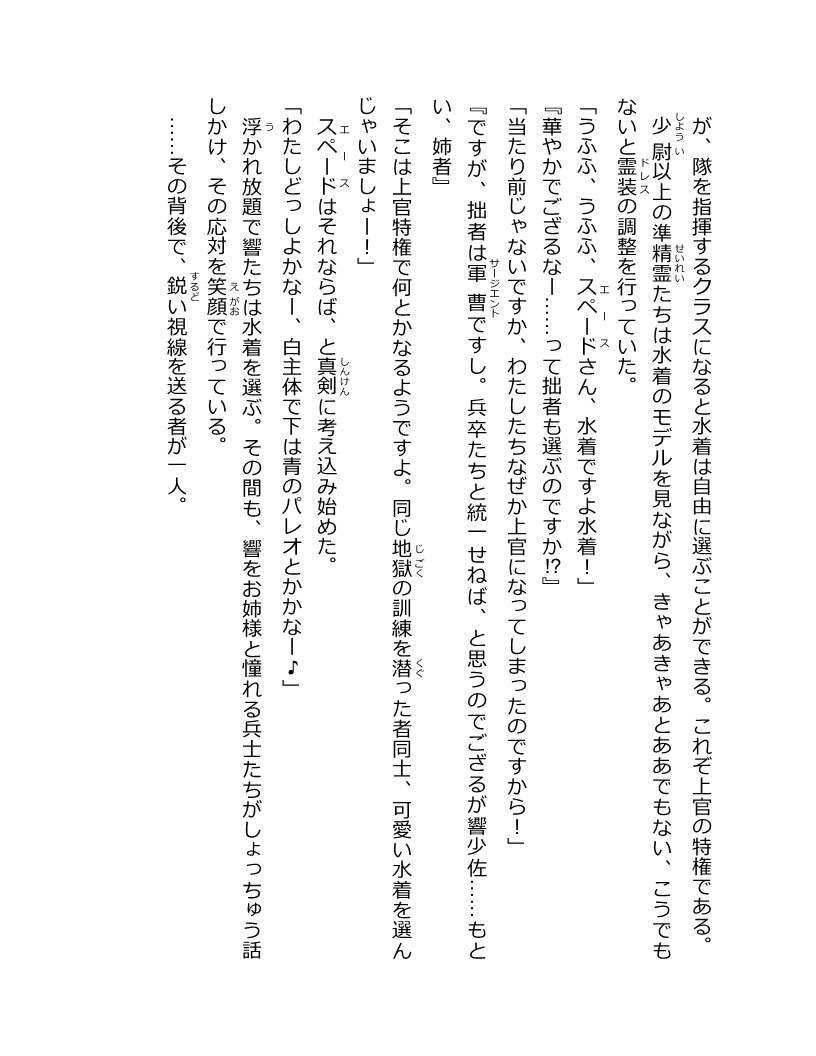 が、隊を指揮するクラスになると水着は自由に選ぶことができる。これぞ上官の特権である。
少尉以上の準精霊たちは水着のモデルを見ながら、きゃあきゃあとああでもない、こうでも
ないと霊装の調整を行っていた。
「うふふ、うふふ、スペードさん、水着ですよ水着！」
『華やかでござるなー……って拙者も選ぶのですか⁉』
「当たり前じゃないですか、わたしたちなぜか上官になってしまったのですから！」
『ですが、拙者は軍曹ですし。兵卒たちと統一せねば、と思うのでござるが響少佐……もと
い、姉者』
「そこは上官特権で何とかなるようですよ。同じ地獄の訓練を潜った者同士、可愛い水着を選ん
じゃいましょー！」
スペードはそれならば、と真剣に考え込み始めた。
「わたしどっしよかなー、白主体で下は青のパレオとかかなー♪」
浮かれ放題で響たちは水着を選ぶ。その間も、響をお姉様と憧れる兵士たちがしょっちゅう話
しかけ、その応対を笑顔で行っている。
……その背後で、鋭い視線を送る者が一人。